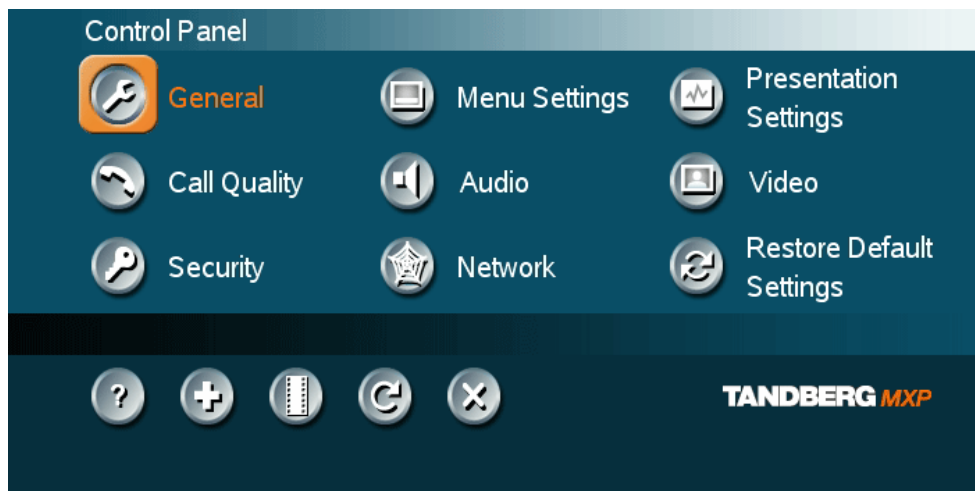 Control Panel
General
Menu Settings
Presentation
Settings
Call Quality
Audio
Video
Security
Network
Restore Default
Settings
?
TANDBERG MXP